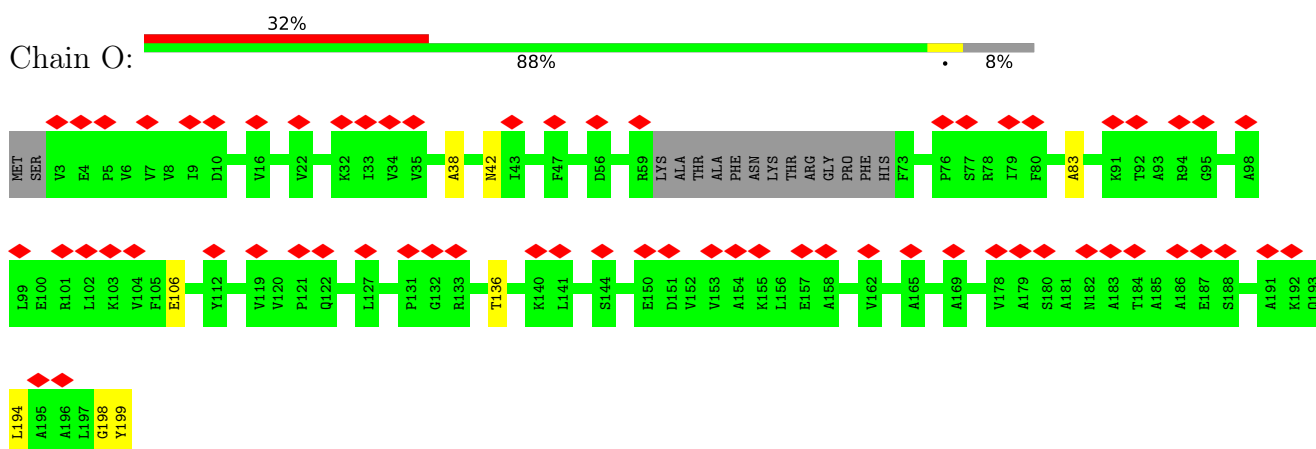 32%
Chain O:
88% • 8%
MET SER V3 E4 P5 V6 V7 V8 I9 D10 V16 V22 K32 I33 V34 V35 A38 N42 I43 F47 D56 R59 LYS ALA THR ALA PHE ASN LYS THR ARG GLY PRO PHE HIS F73 P76 S77 R78 I79 F80 A83 K91 T92 A93 R94 G95 A98
L99 E100 R101 L102 K103 V104 F105 E106 Y112 V119 V120 P121 Q122 L127 P131 G132 R133 T136 K140 L141 S144 E150 D151 V152 V153 A154 K155 L156 E157 A158 V162 A165 A169 V178 A179 S180 A181 N182 A183 T184 A185 A186 E187 S188 A191 K192 Q193
L194 A195 A196 L197 G198 Y199